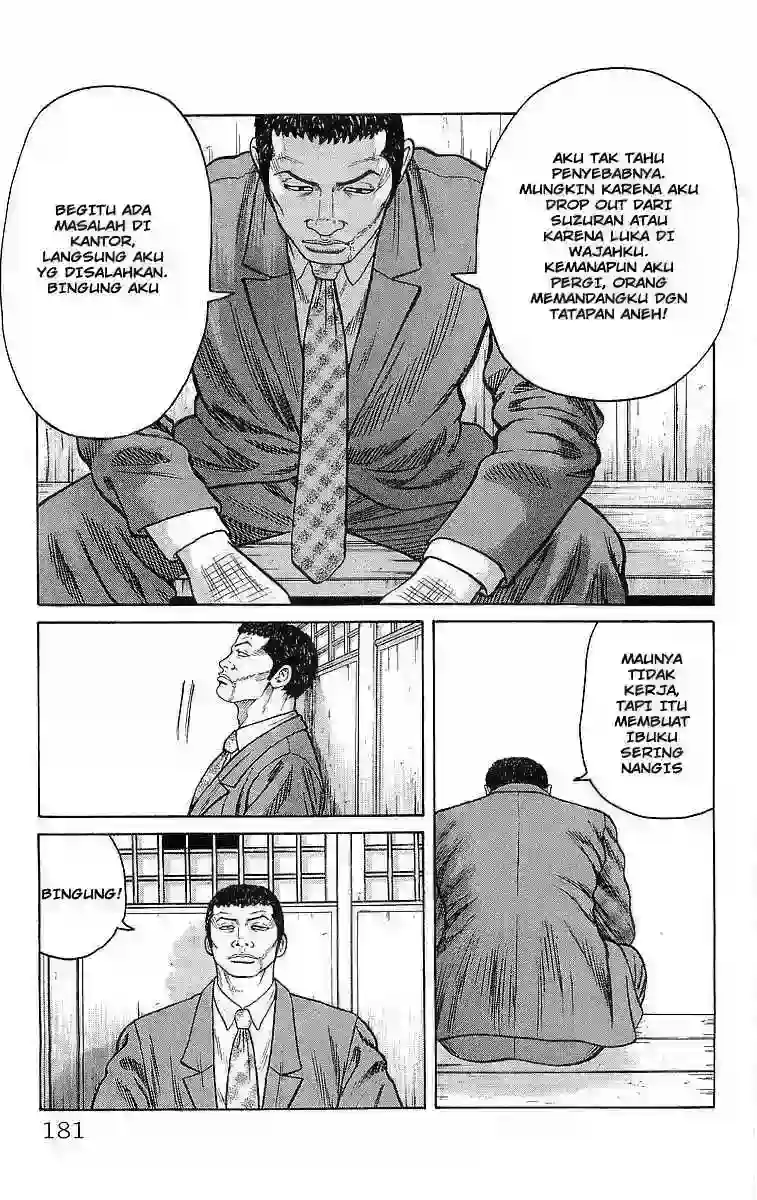 AKU TAK TAHU
PENYEBABNYA.
MUNGKIN KARENA AKU
DROP OUT DARI
SUZURAN ATAU
KARENA LUKA DI
WAJAHKU.
KEMANAPUN AKU
PERGI, ORANG
MEMANDANGKU DGN
TATAPAN ANEH!
BEGITU ADA
MASALAH DI
KANTOR,
LANGSUNG AKU
YG DISALAHKAN.
BINGUNG AKU
MAUNYA
TIDAK
KERJA,
TAPI ITU
MEMBUAT
IBUKU
SERING
NANGIS
BINGUNG!
181